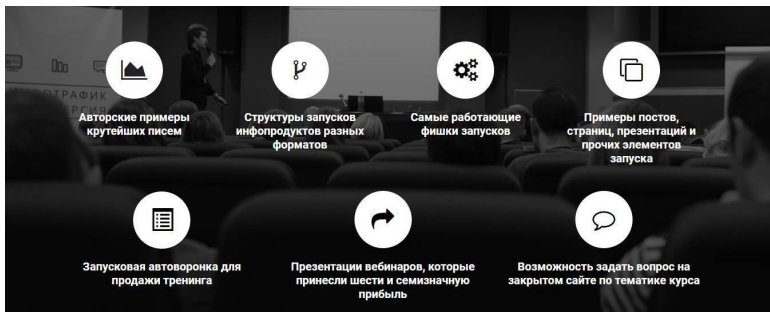 ТРАФИК
ЕРСИЯ
Авторские примеры
крутейших писем
Структуры запусков
инфопродуктов разных
форматов
Самые работающие
фишки запусков
Примеры постов,
страниц, презентаций и
прочих элементов
запуска
Запусковая автоворонка для
продажи тренинга
Презентации вебинаров, которые
принесли шести и семизначную
прибыль
Возможность задать вопрос на
закрытом сайте по тематике курса